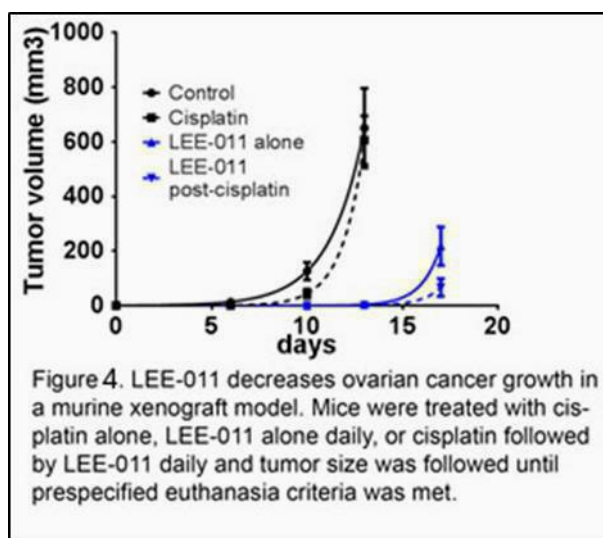 Tumor volume (mm3)
1000
800
600
400
200
0
Control
Cisplatin
LEE-011 alone
LEE-011
post-cisplatin
0 5 10 15 20
days
Figure 4. LEE-011 decreases ovarian cancer growth in
a murine xenograft model. Mice were treated with cis-
platin alone, LEE-011 alone daily, or cisplatin followed
by LEE-011 daily and tumor size was followed until
prespecified euthanasia criteria was met.